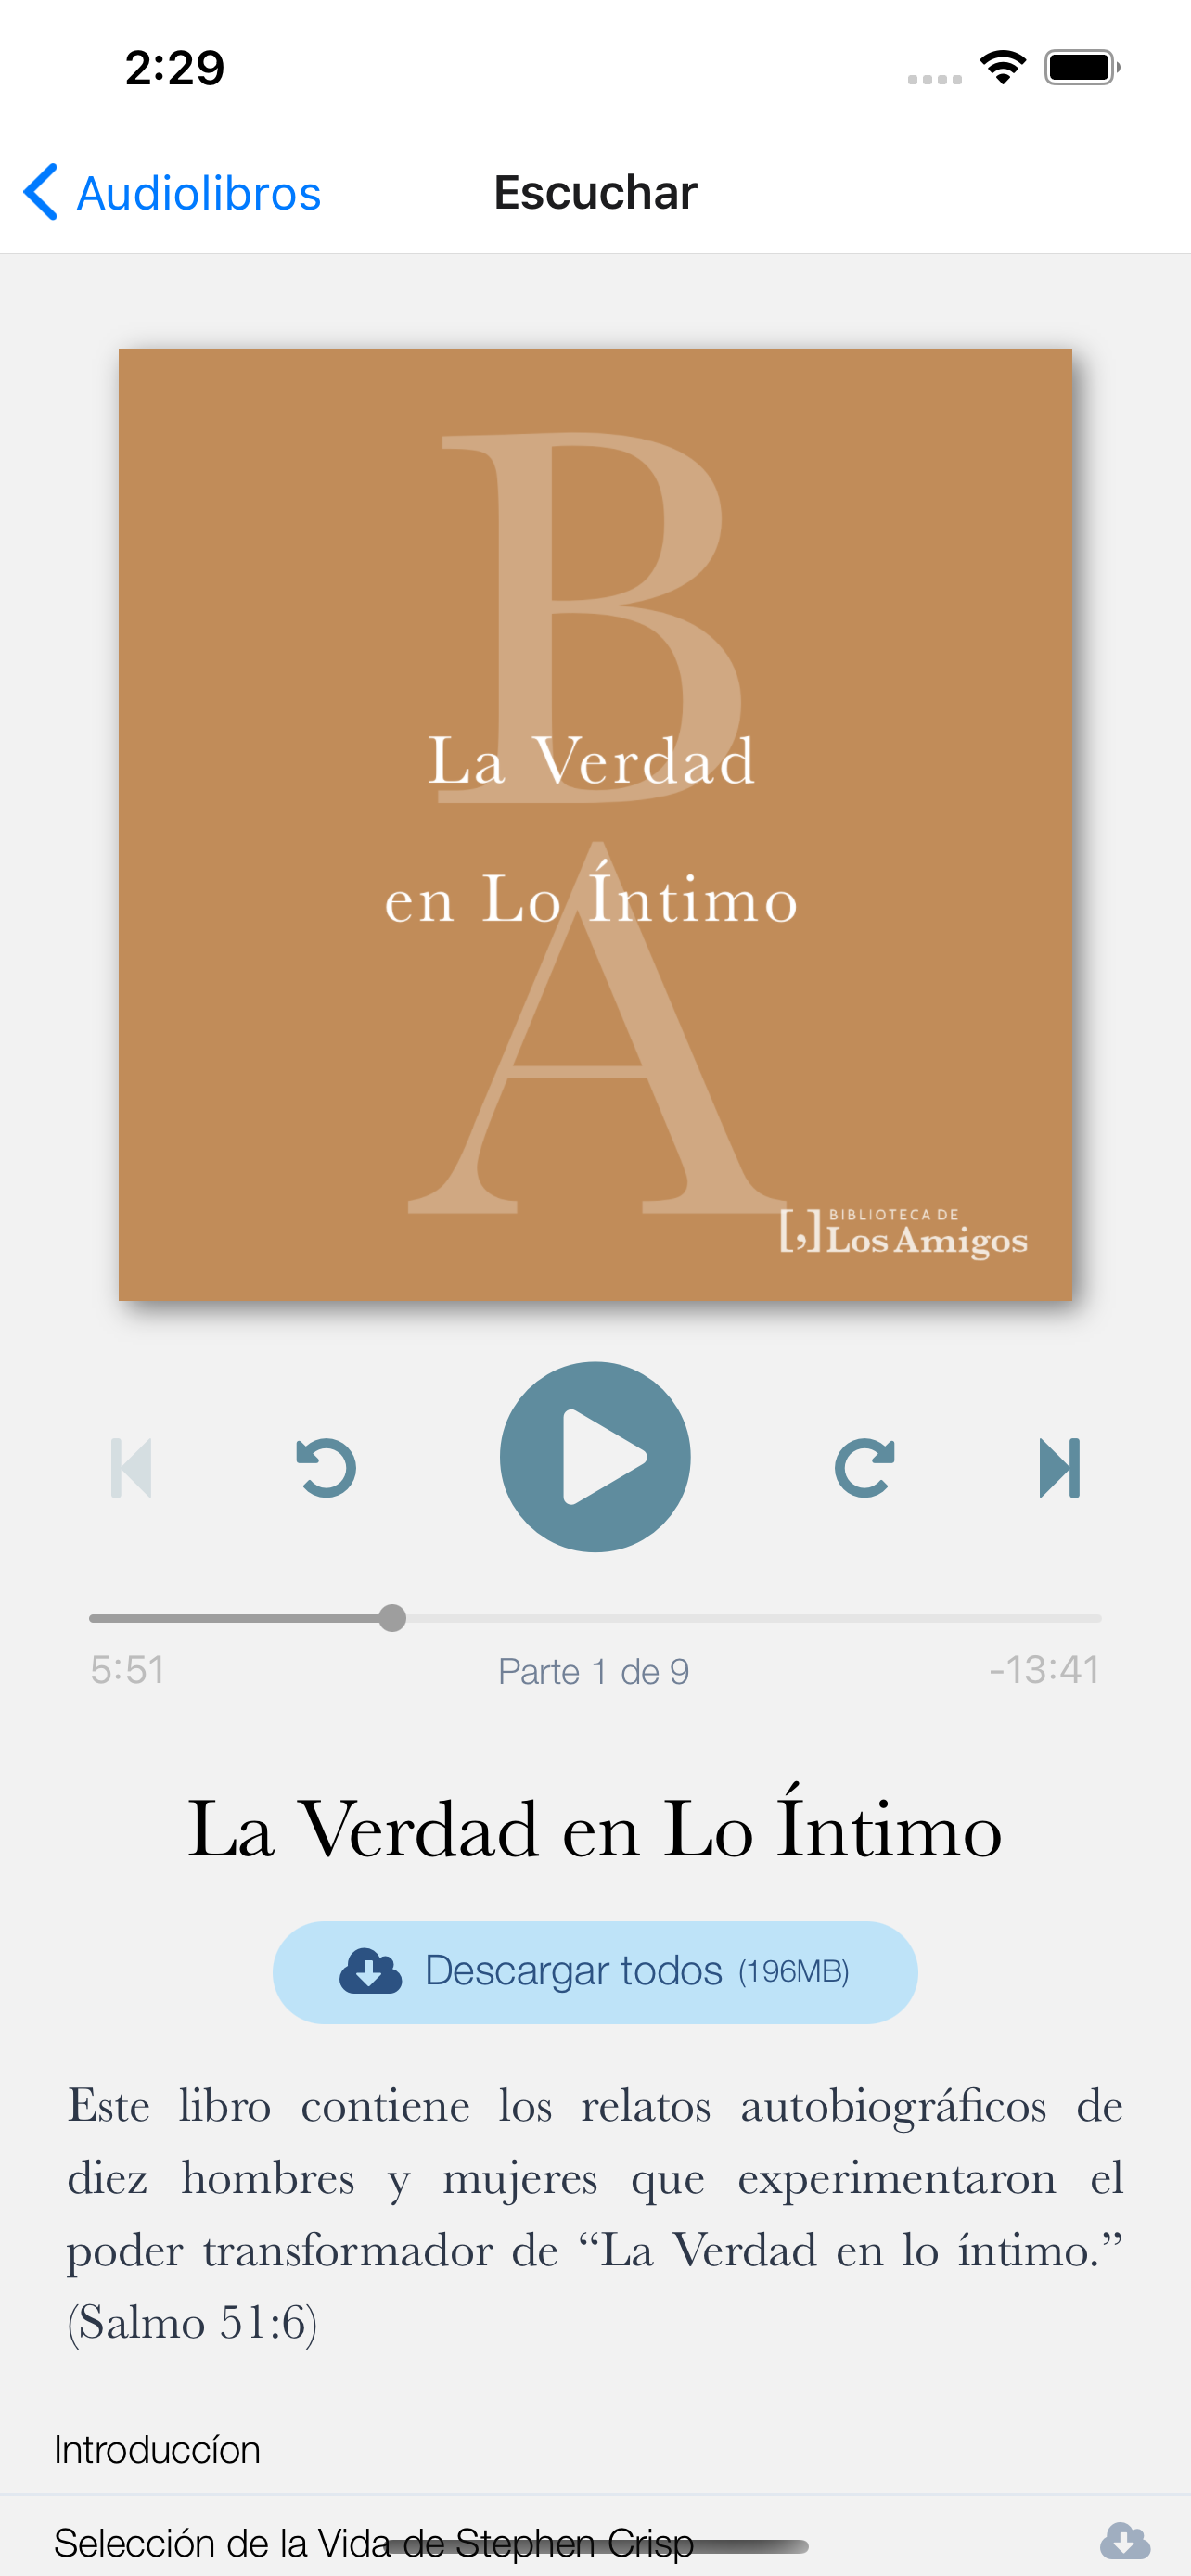 2:29
Audiolibros
Escuchar
B
La Verdad
en Lo Íntimo
A
[,] BIBLIOTECA DE
Los Amigos
5:51
Parte 1 de 9
-13:41
La Verdad en Lo Íntimo
Descargar todos (196MB)
Este libro contiene los relatos autobiográficos de
diez hombres y mujeres que experimentaron el
poder transformador de “La Verdad en lo íntimo.”
(Salmo 51:6)
Introduccíon
Selección de la Vida de Stephen Crisp